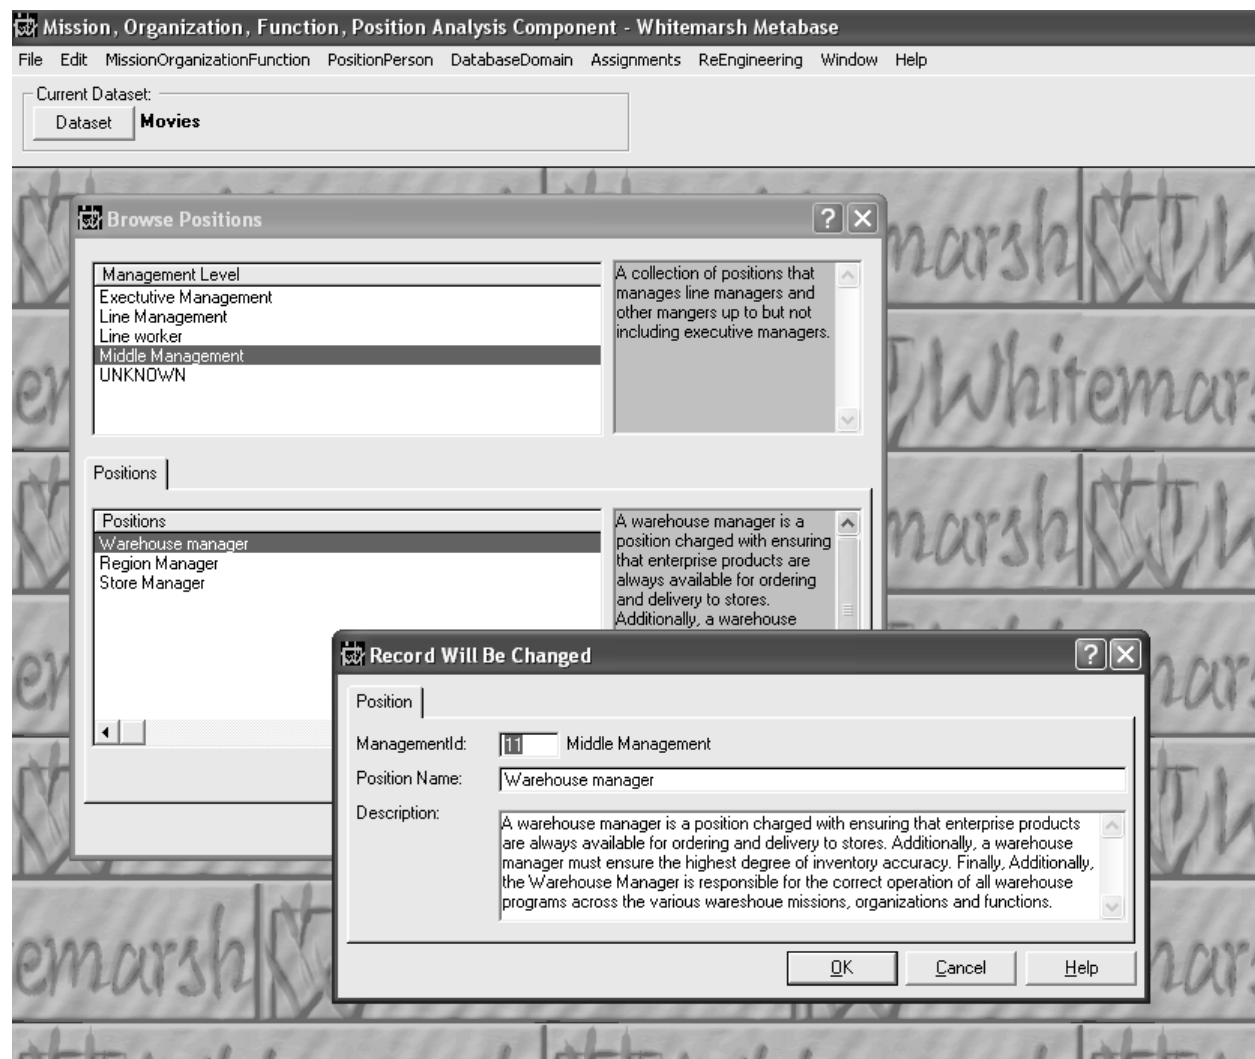 Mission, Organization, Function, Position Analysis Component - Whitemarsh Metabase
File Edit MissionOrganizationFunction PositionPerson DatabaseDomain Assignments ReEngineering Window Help
Current Dataset:
Dataset Movies
Browse Positions
Management Level
Exectutive Management
Line Management
Line worker
Middle Management
UNKNOWN
A collection of positions that
manages line managers and
other mangers up to but not
including executive managers.
Positions
Positions
Warehouse manager
Region Manager
Store Manager
A warehouse manager is a
position charged with ensuring
that enterprise products are
always available for ordering
and delivery to stores.
Additionally, a warehouse
Record Will Be Changed
Position
ManagementId: 11 Middle Management
Position Name: Warehouse manager
Description:
A warehouse manager is a position charged with ensuring that enterprise products
are always available for ordering and delivery to stores. Additionally, a warehouse
manager must ensure the highest degree of inventory accuracy. Finally, Additionally,
the Warehouse Manager is responsible for the correct operation of all warehouse
programs across the various wareshoue missions, organizations and functions.
OK Cancel Help
marsh
Whitemars
marsh
emarsh